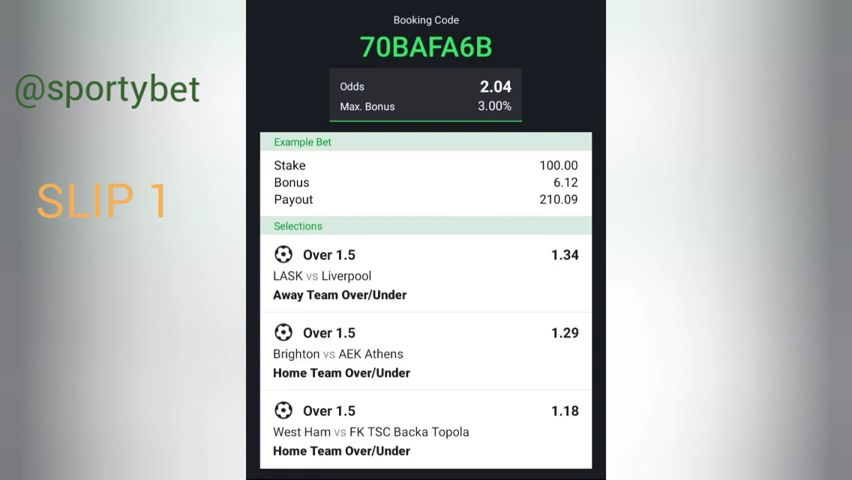 @sportybet
SLIP 1
Booking Code
70BAFA6B
Odds 2.04
Max. Bonus 3.00%
Example Bet
Stake 100.00
Bonus 6.12
Payout 210.09
Selections
Over 1.5 1.34
LASK vs Liverpool
Away Team Over/Under
Over 1.5 1.29
Brighton vs AEK Athens
Home Team Over/Under
Over 1.5 1.18
West Ham vs FK TSC Backa Topola
Home Team Over/Under